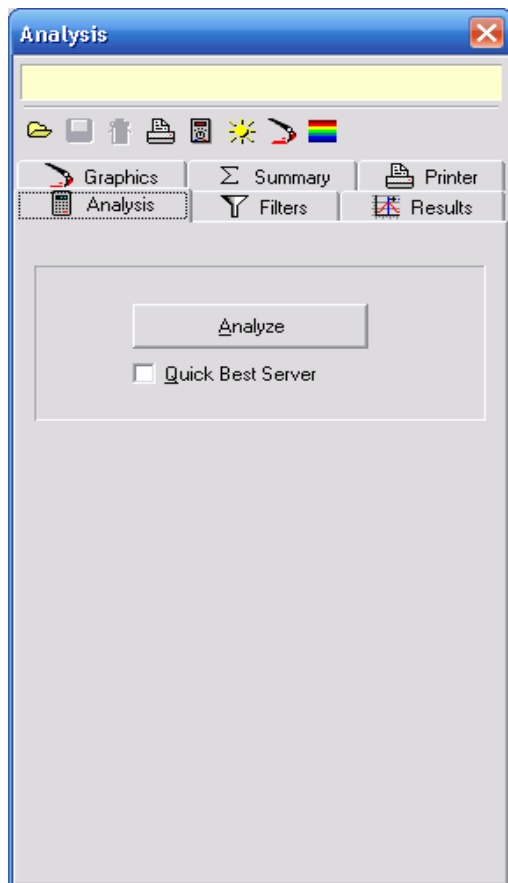 Analysis
Graphics Summary Printer
Analysis Filters Results
Analyze
Quick Best Server